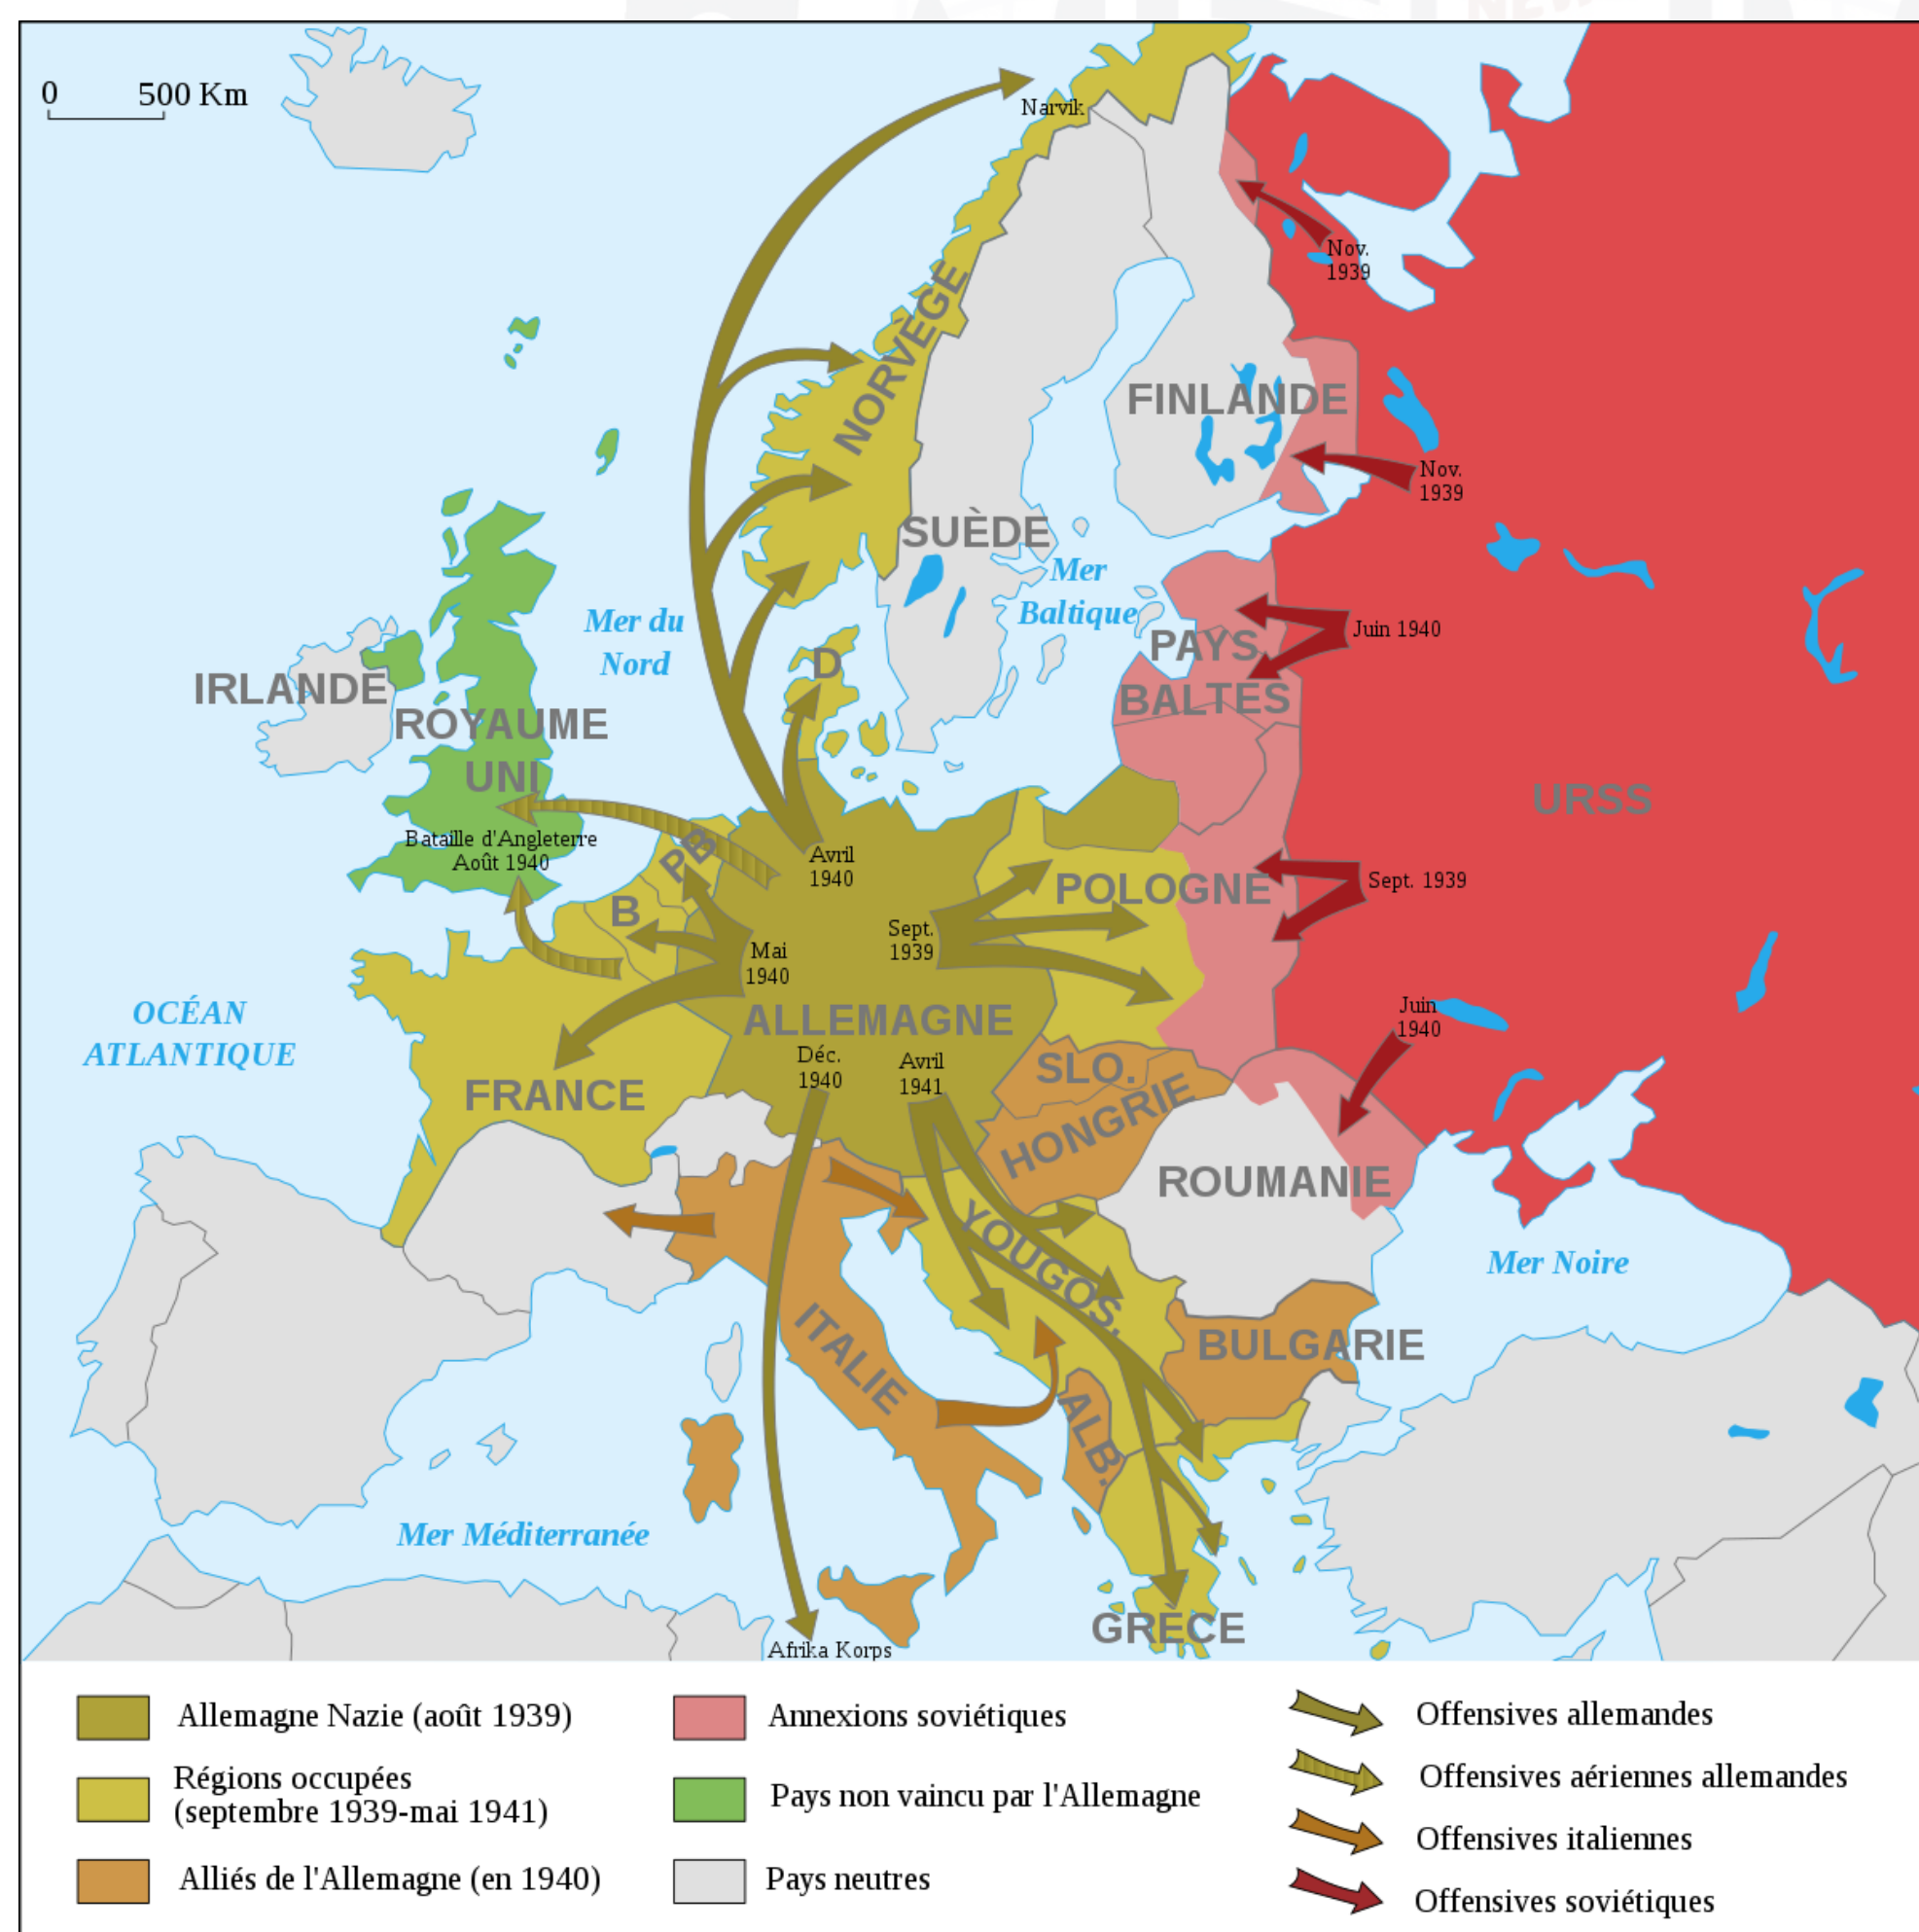 0 500 Km
Narvik
Nov.
1939
NORVÈGE
FINLANDE
Nov.
1939
SUÈDE
Mer
Baltique
Mer du
Nord
PAYS
BALTES
Juin 1940
D
IRLANDE
ROYAUME
UNI
URSS
Bataille d'Angleterre
Août 1940
PB
Avril
1940
POLOGNE
Sept. 1939
B
Sept.
1939
Mai
1940
OCÉAN
ATLANTIQUE
ALLEMAGNE
Juin
1940
Déc.
1940
Avril
1941
SLO.
FRANCE
HONGRIE
ROUMANIE
YOUGOS.
Mer Noire
ITALIE
BULGARIE
ALB.
Mer Méditerranée
GRÈCE
Afrika Korps
Allemagne Nazie (août 1939)
Régions occupées
(septembre 1939-mai 1941)
Alliés de l'Allemagne (en 1940)
Annexions soviétiques
Pays non vaincu par l'Allemagne
Pays neutres
Offensives allemandes
Offensives aériennes allemandes
Offensives italiennes
Offensives soviétiques